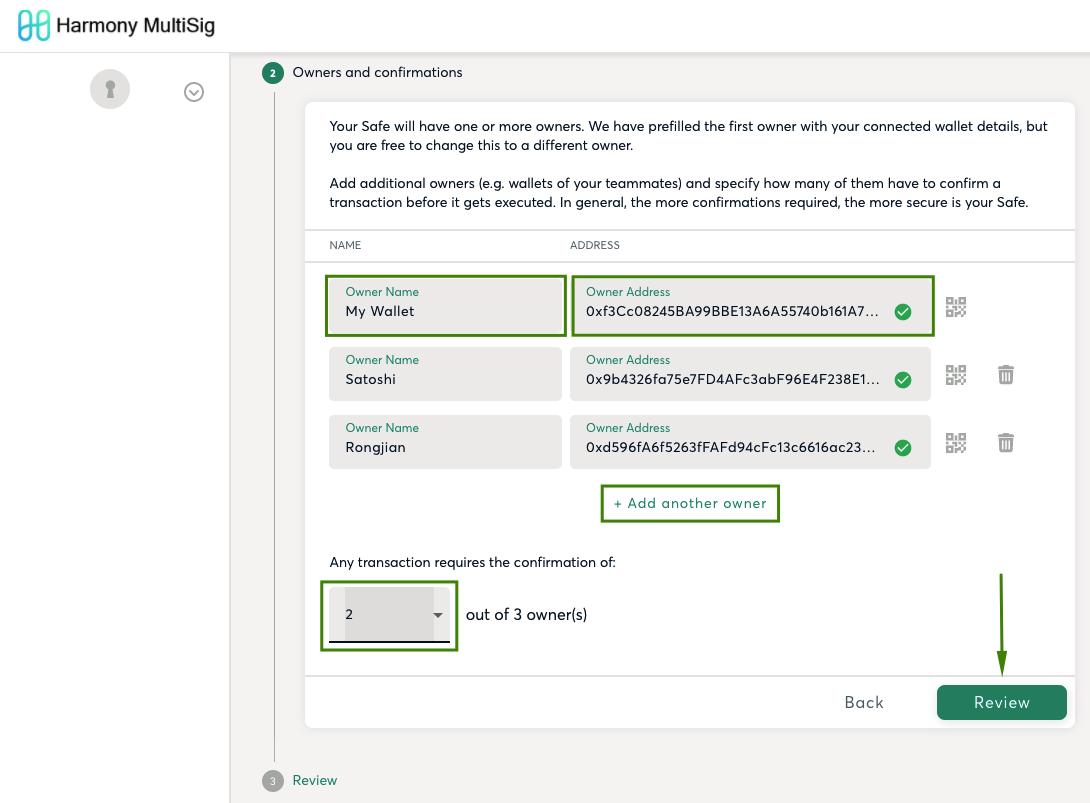 Harmony MultiSig
2 Owners and confirmations
Your Safe will have one or more owners. We have prefilled the first owner with your connected wallet details, but
you are free to change this to a different owner.
Add additional owners (e.g. wallets of your teammates) and specify how many of them have to confirm a
transaction before it gets executed. In general, the more confirmations required, the more secure is your Safe.
NAME ADDRESS
Owner Name Owner Address
My Wallet 0xf3Cc08245BA99BBE13A6A55740b161A7...
Owner Name Owner Address
Satoshi 0x9b4326fa75e7FD4AFc3abF96E4F238E1...
Owner Name Owner Address
Rongjian 0xd596fA6f5263fFAFd94cFc13c6616ac23...
+ Add another owner
Any transaction requires the confirmation of:
2 out of 3 owner(s)
Back Review
3 Review